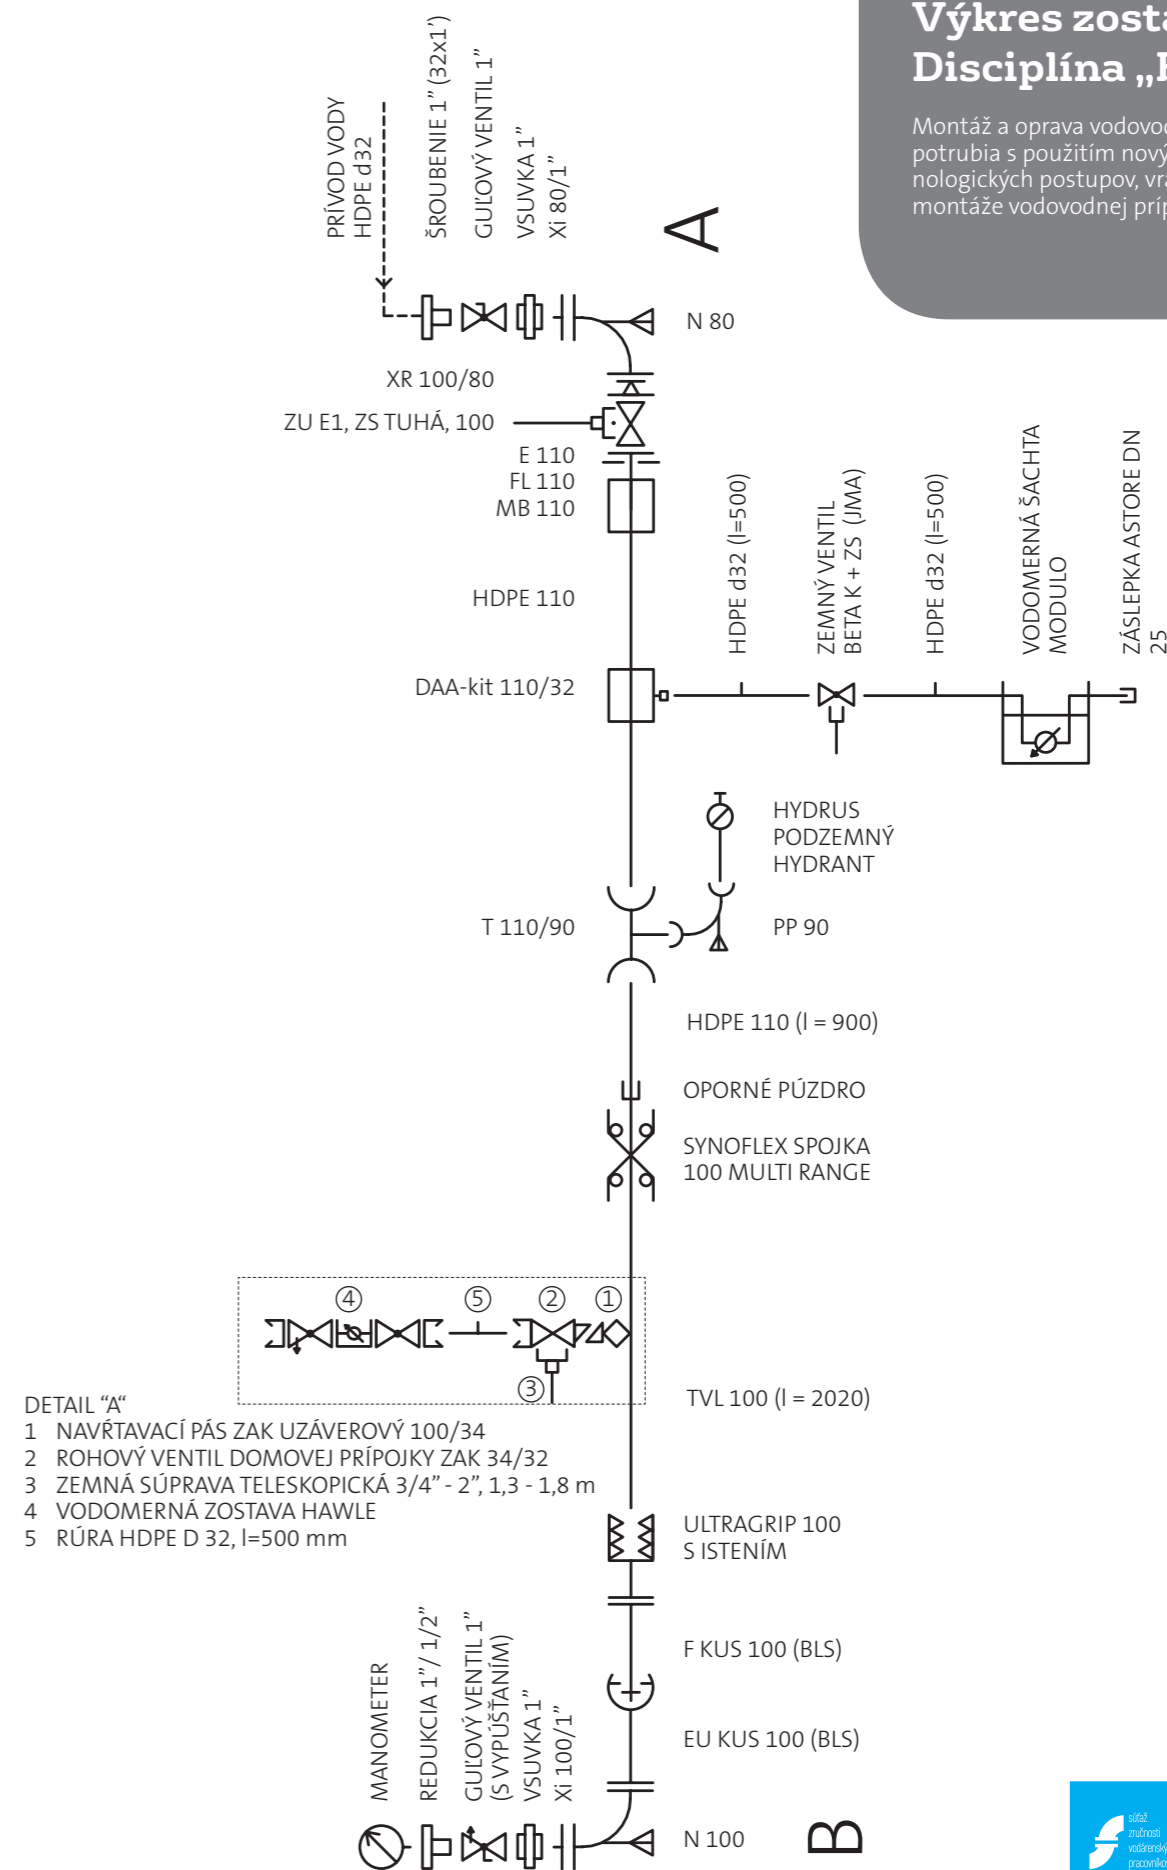 Výkres zosta
Disciplína „
Montáž a oprava vodovod
potrubia s použitím nový
nologických postupov, vra
montáže vodovodnej príp
PRÍVOD VODY
HDPE d32
ŠROUBENIE 1” (32x1’)
GUĽOVÝ VENTIL 1”
VSUVKA 1”
Xi 80/1”
A
N 80
XR 100/80
ZU E1, ZS TUHÁ, 100
E 110
FL 110
MB 110
HDPE 110
HDPE d32 (l=500)
ZEMNÝ VENTIL
BETA K + ZS (JMA)
HDPE d32 (l=500)
VODOMERNÁ ŠACHTA
MODULO
ZÁSLEPKA ASTORE DN
25
DAA-kit 110/32
HYDRUS
PODZEMNÝ
HYDRANT
T 110/90
PP 90
HDPE 110 (l = 900)
OPORNÉ PÚZDRO
SYNOFLEX SPOJKA
100 MULTI RANGE
4
5
2
1
3
TVL 100 (l = 2020)
DETAIL “A“
1 NAVŔTAVACÍ PÁS ZAK UZÁVEROVÝ 100/34
2 ROHOVÝ VENTIL DOMOVEJ PRÍPOJKY ZAK 34/32
3 ZEMNÁ SÚPRAVA TELESKOPICKÁ 3/4” - 2”, 1,3 - 1,8 m
4 VODOMERNÁ ZOSTAVA HAWLE
5 RÚRA HDPE D 32, l=500 mm
ULTRAGRIP 100
S ISTENÍM
F KUS 100 (BLS)
EU KUS 100 (BLS)
MANOMETER
REDUKCIA 1”/ 1/2”
GUĽOVÝ VENTIL 1”
(S VYPÚŠŤANÍM)
VSUVKA 1”
Xi 100/1”
N 100
B
súťaž
zručnosti
vodárenský
pracovníkov